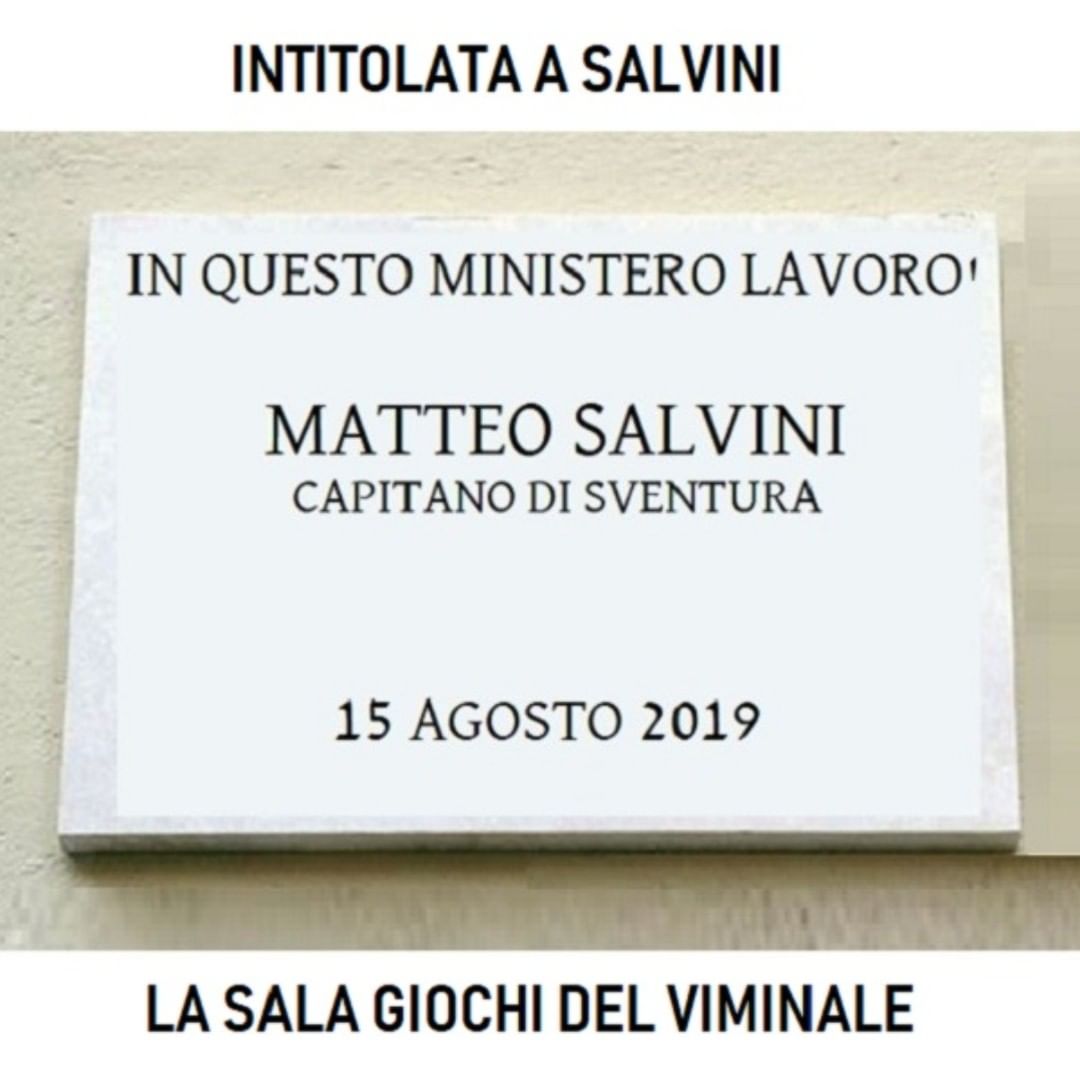 INTITOLATA A SALVINI
IN QUESTO MINISTERO LAVORO'
MATTEO SALVINI
CAPITANO DI SVENTURA
15 AGOSTO 2019
LA SALA GIOCHI DEL VIMINALE